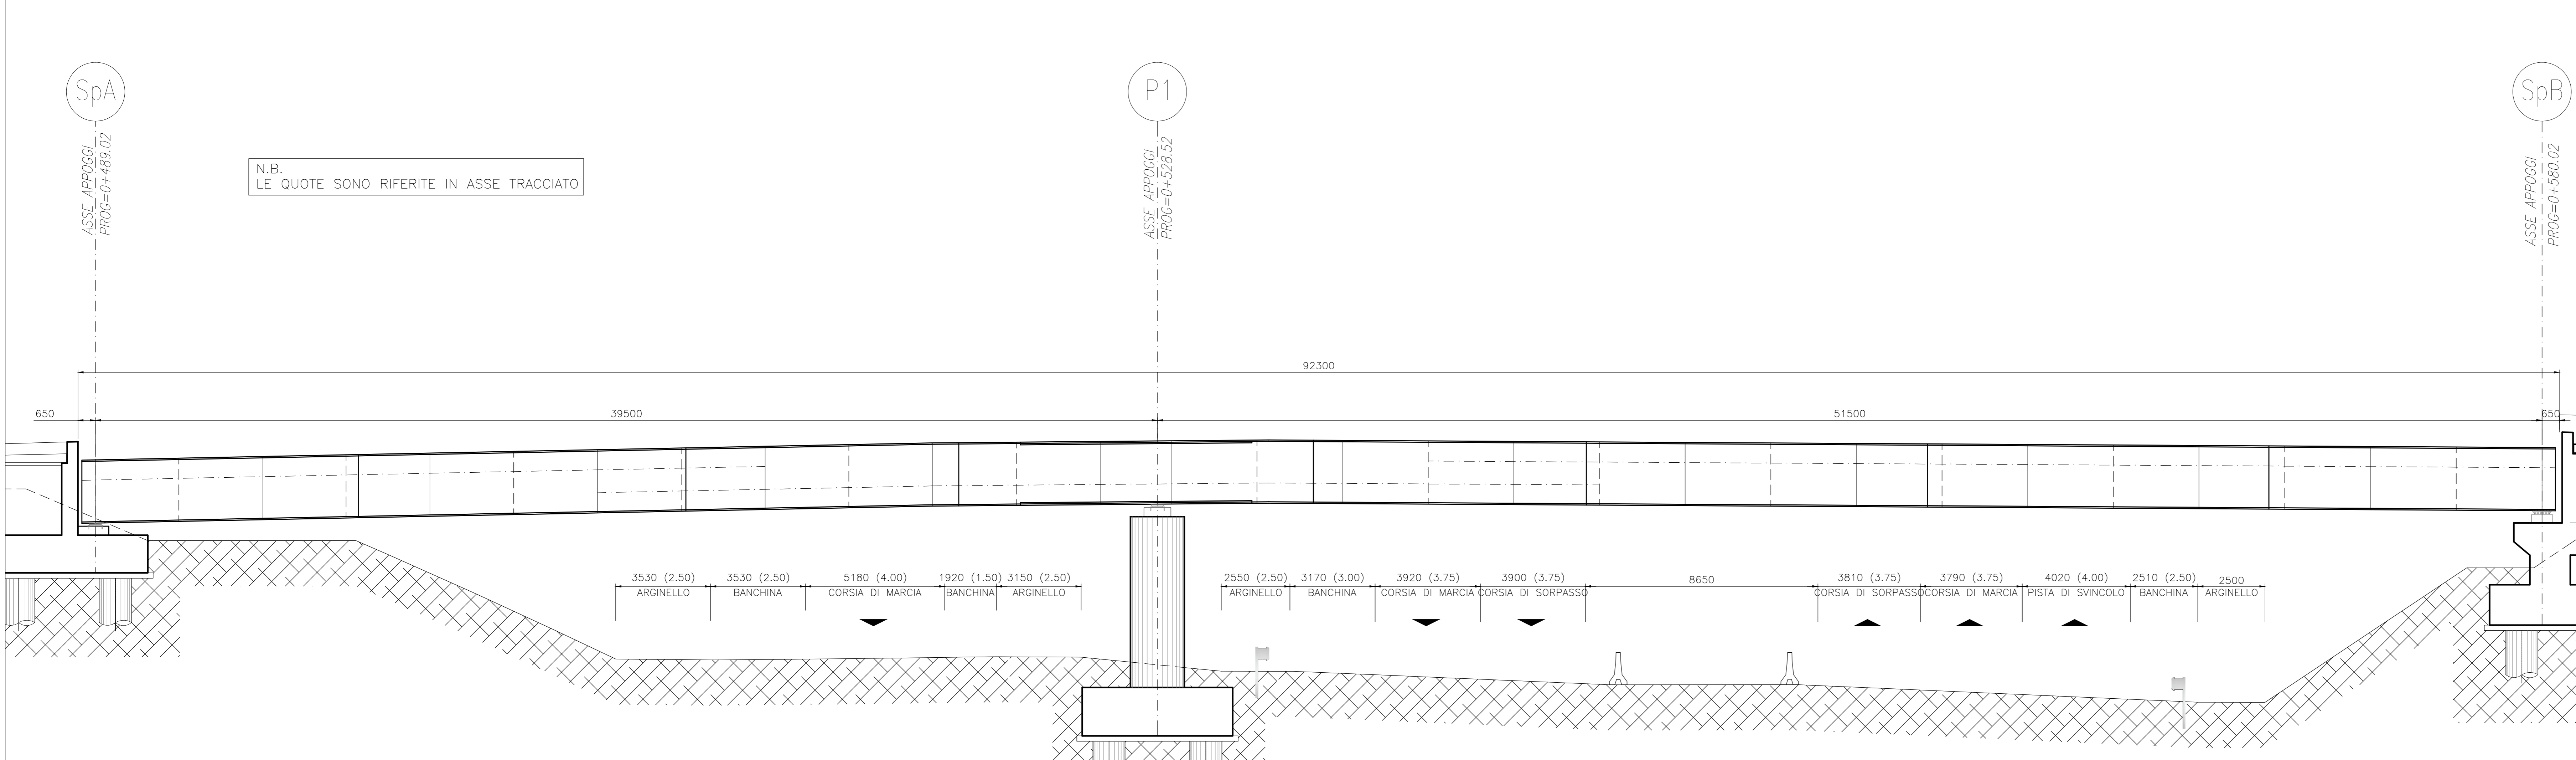 SpA
P1
SpB
ASSE APPOGGI
PROG=0+489.02
ASSE APPOGGI
PROG=0+528.52
ASSE APPOGGI
PROG=0+580.02
N.B.
LE QUOTE SONO RIFERITE IN ASSE TRACCIATO
92300
650
39500
51500
650
3530 (2.50)
ARGINELLO
3530 (2.50)
BANCHINA
5180 (4.00)
CORSIA DI MARCIA
1920 (1.50)
BANCHINA
3150 (2.50)
ARGINELLO
2550 (2.50)
ARGINELLO
3170 (3.00)
BANCHINA
3920 (3.75)
CORSIA DI MARCIA
3900 (3.75)
CORSIA DI SORPASSO
8650
3810 (3.75)
CORSIA DI SORPASSO
3790 (3.75)
CORSIA DI MARCIA
4020 (4.00)
PISTA DI SVINCOLO
2510 (2.50)
BANCHINA
2500
ARGINELLO